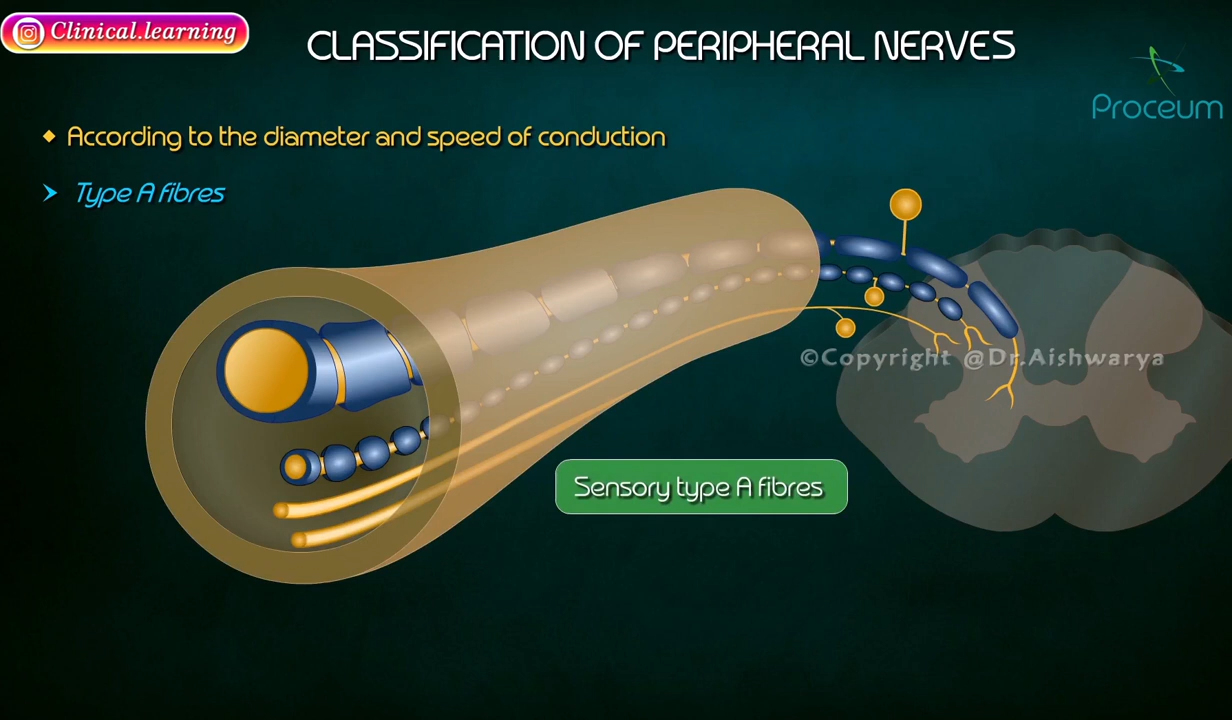 Clinical.learning
CLASSIFICATION OF PERIPHERAL NERVES
Proceum
According to the diameter and speed of conduction
Type A fibres
©Copyright @Dr.Aishwarya
Sensory type A fibres